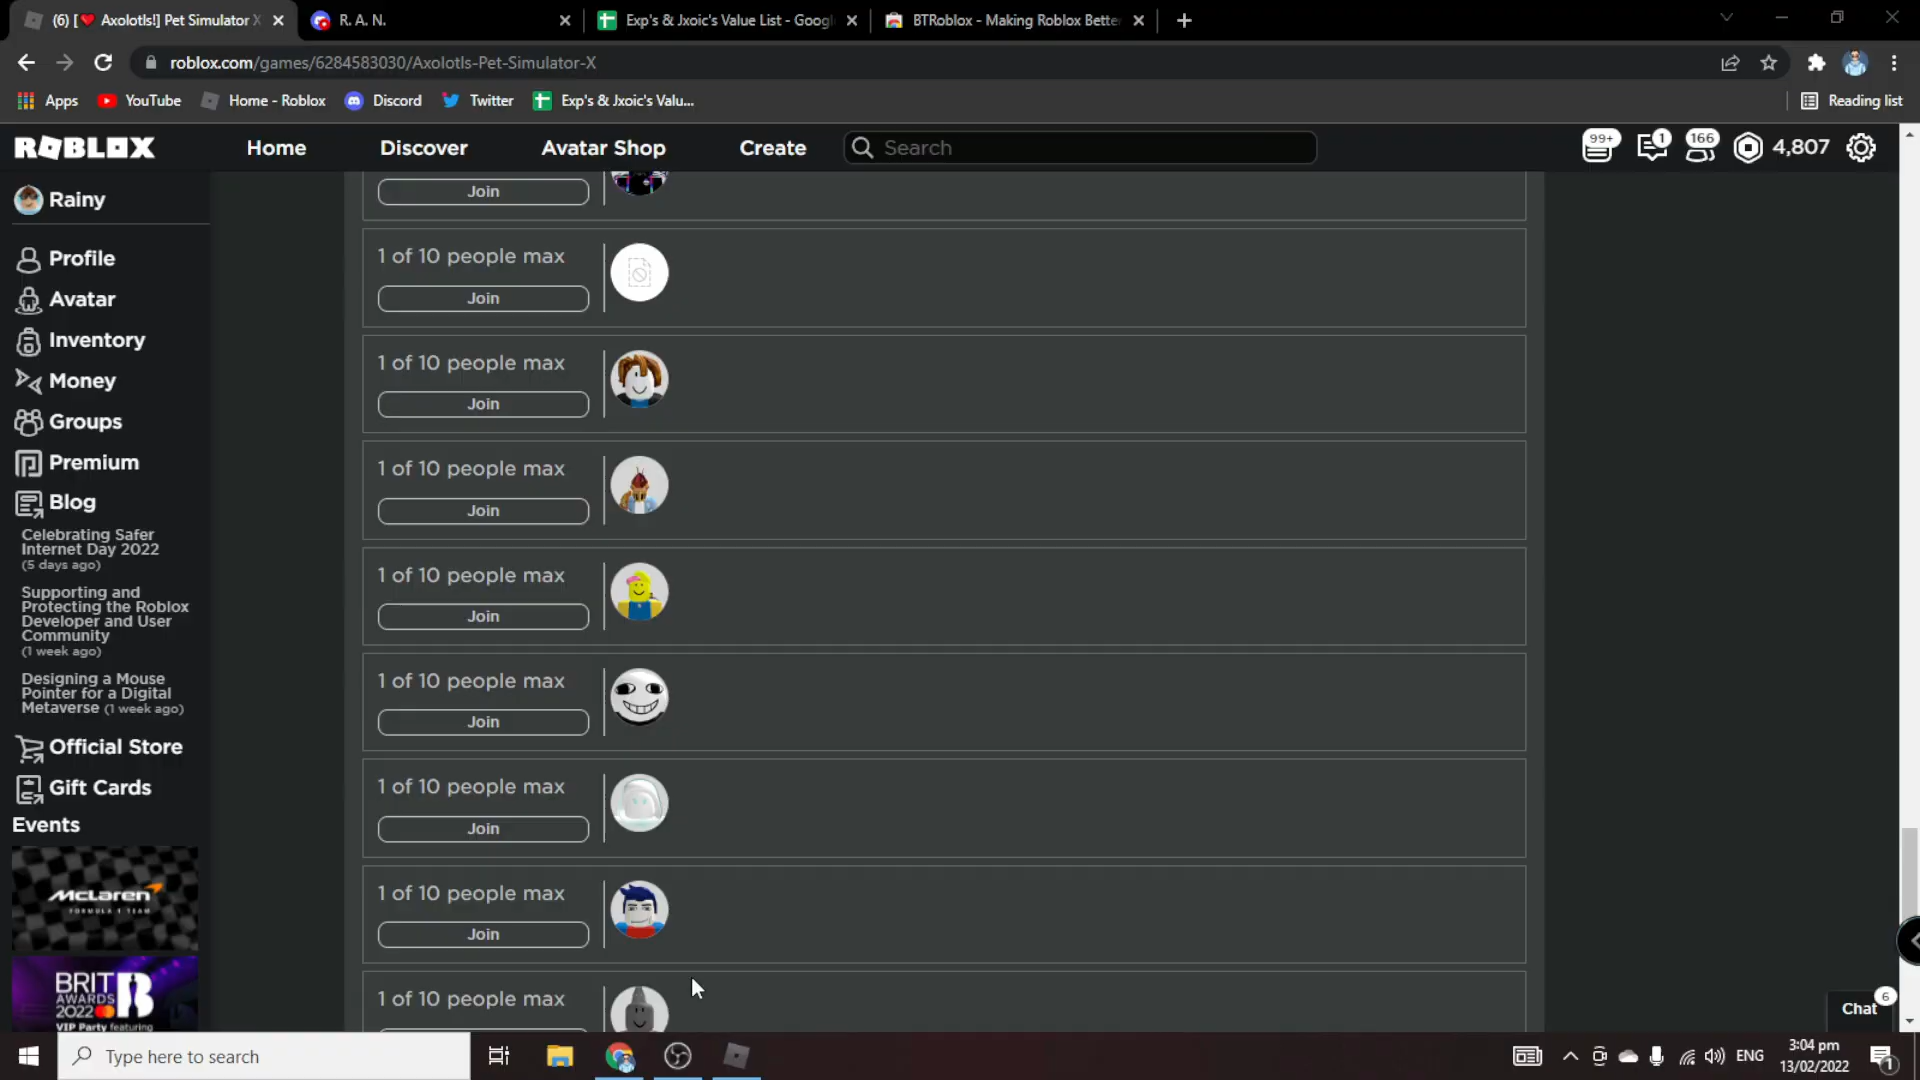 (6) [❤ Axolotls!] Pet Simulator X
R. A. N.
Exp's & Jxoic's Value List - Googl
BTRoblox - Making Roblox Bette
roblox.com/games/6284583030/Axolotls-Pet-Simulator-X
Apps
YouTube
Home - Roblox
Discord
Twitter
Exp's & Jxoic's Valu...
Reading list
ROBLOX
Home
Discover
Avatar Shop
Create
Search
99+
1
166
4,807
Rainy
Profile
Avatar
Inventory
Money
Groups
Premium
Blog
Celebrating Safer
Internet Day 2022
(5 days ago)
Supporting and
Protecting the Roblox
Developer and User
Community
(1 week ago)
Designing a Mouse
Pointer for a Digital
Metaverse (1 week ago)
Official Store
Gift Cards
Events
McLaren
FORMULA 1 TEAM
BRIT
AWARDS
2022
VIP Party featuring
Join
1 of 10 people max
Join
1 of 10 people max
Join
1 of 10 people max
Join
1 of 10 people max
Join
1 of 10 people max
Join
1 of 10 people max
Join
1 of 10 people max
Join
1 of 10 people max
Chat
6
Type here to search
ENG
3:04 pm
13/02/2022
1